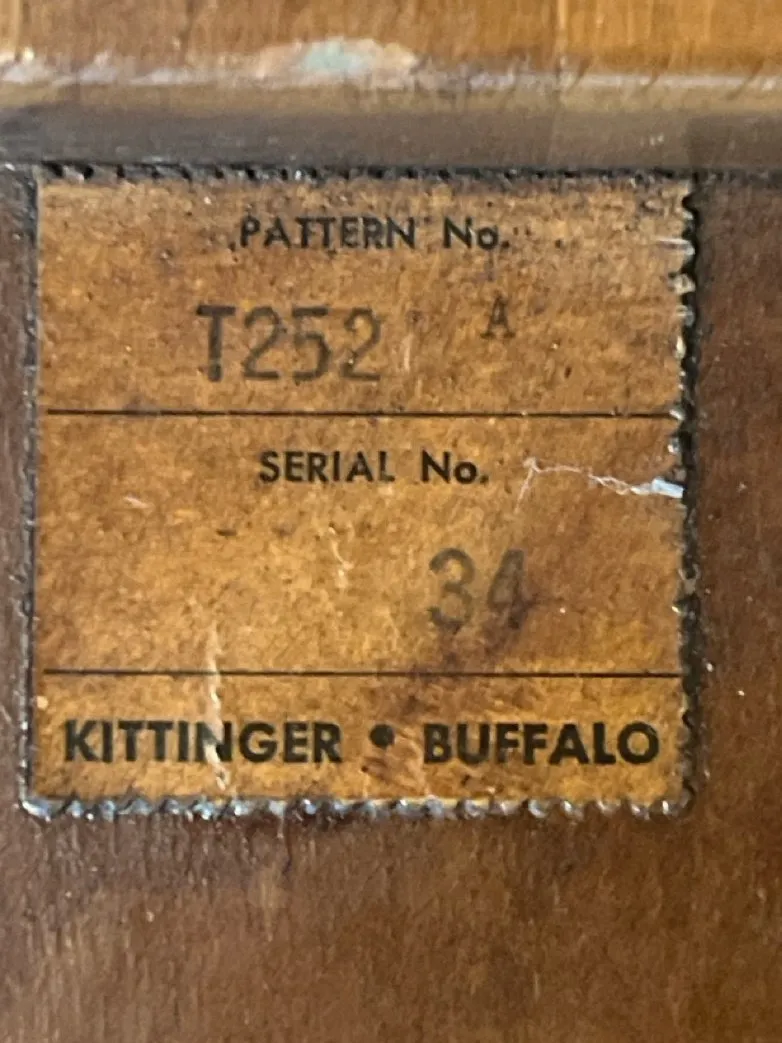 PATTERN No.
T252 A
SERIAL No.
34
KITTINGER • BUFFALO